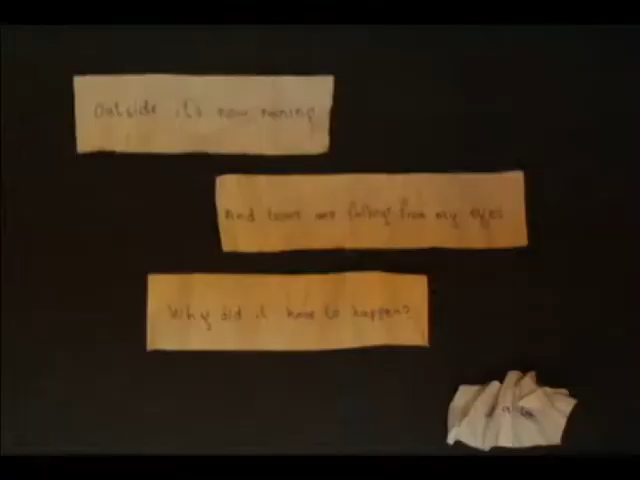 Outside it's now raining
And tears are falling from my eyes
Why did it have to happen?